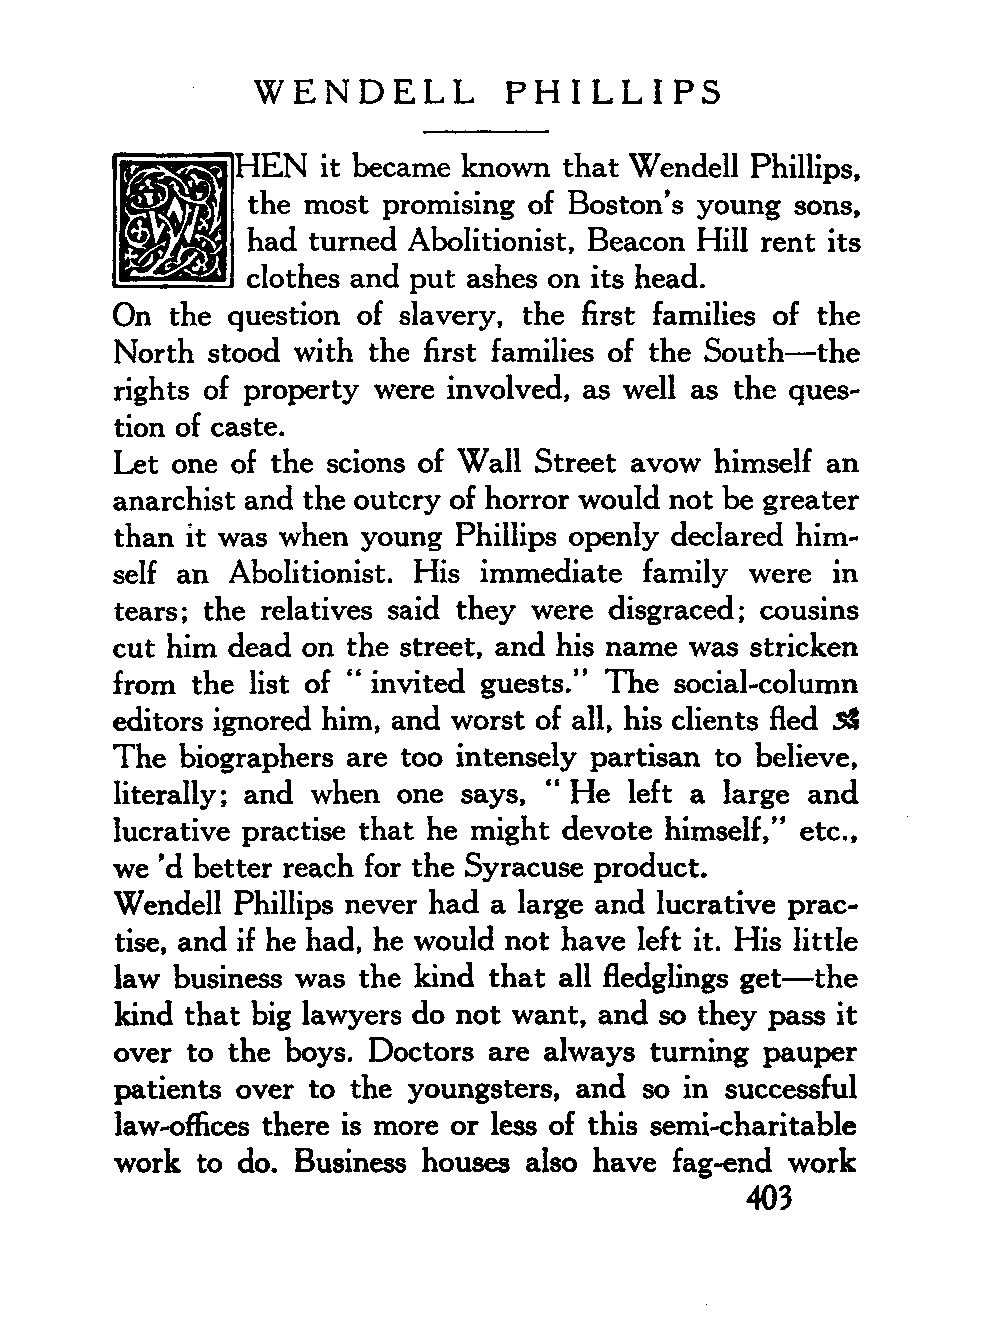 WENDELL PHILLIPS
WHEN it became known that Wendell Phillips,
the most promising of Boston's young sons,
had turned Abolitionist, Beacon Hill rent its
clothes and put ashes on its head.
On the question of slavery, the first families of the
North stood with the first families of the South—the
rights of property were involved, as well as the ques-
tion of caste.
Let one of the scions of Wall Street avow himself an
anarchist and the outcry of horror would not be greater
than it was when young Phillips openly declared him-
self an Abolitionist. His immediate family were in
tears; the relatives said they were disgraced; cousins
cut him dead on the street, and his name was stricken
from the list of "invited guests." The social-column
editors ignored him, and worst of all, his clients fled
The biographers are too intensely partisan to believe,
literally; and when one says, "He left a large and
lucrative practise that he might devote himself," etc.,
we 'd better reach for the Syracuse product.
Wendell Phillips never had a large and lucrative prac-
tise, and if he had, he would not have left it. His little
law business was the kind that all fledglings get—the
kind that big lawyers do not want, and so they pass it
over to the boys. Doctors are always turning pauper
patients over to the youngsters, and so in successful
law-offices there is more or less of this semi-charitable
work to do. Business houses also have fag-end work
403